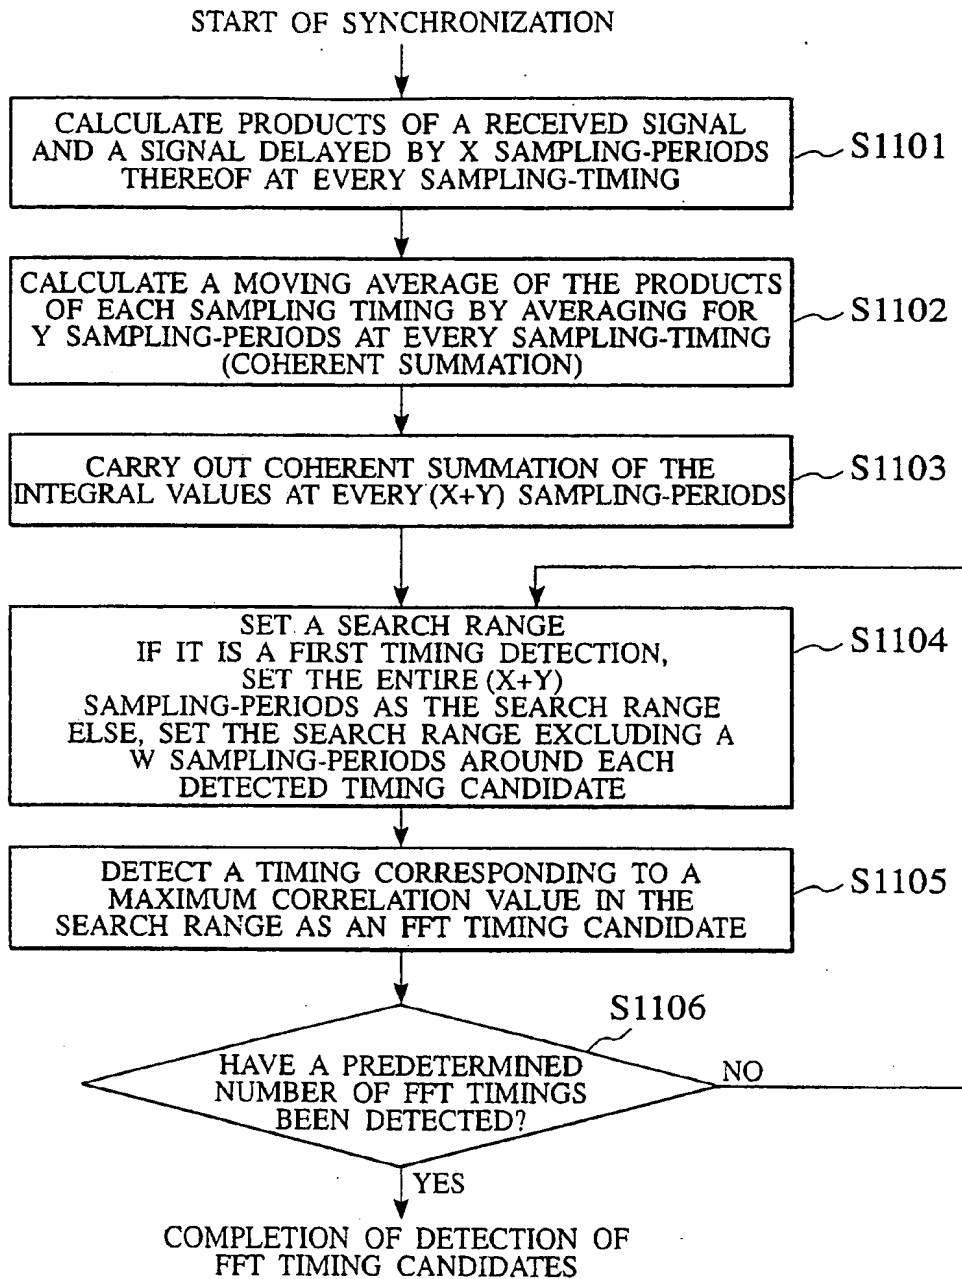 START OF SYNCHRONIZATION
CALCULATE PRODUCTS OF A RECEIVED SIGNAL
AND A SIGNAL DELAYED BY X SAMPLING-PERIODS
THEREOF AT EVERY SAMPLING-TIMING
S1101
CALCULATE A MOVING AVERAGE OF THE PRODUCTS
OF EACH SAMPLING TIMING BY AVERAGING FOR
Y SAMPLING-PERIODS AT EVERY SAMPLING-TIMING
(COHERENT SUMMATION)
S1102
CARRY OUT COHERENT SUMMATION OF THE
INTEGRAL VALUES AT EVERY (X+Y) SAMPLING-PERIODS
S1103
SET A SEARCH RANGE
IF IT IS A FIRST TIMING DETECTION,
SET THE ENTIRE (X+Y)
SAMPLING-PERIODS AS THE SEARCH RANGE
ELSE, SET THE SEARCH RANGE EXCLUDING A
W SAMPLING-PERIODS AROUND EACH
DETECTED TIMING CANDIDATE
S1104
DETECT A TIMING CORRESPONDING TO A
MAXIMUM CORRELATION VALUE IN THE
SEARCH RANGE AS AN FFT TIMING CANDIDATE
S1105
S1106
HAVE A PREDETERMINED
NUMBER OF FFT TIMINGS
BEEN DETECTED?
NO
YES
COMPLETION OF DETECTION OF
FFT TIMING CANDIDATES